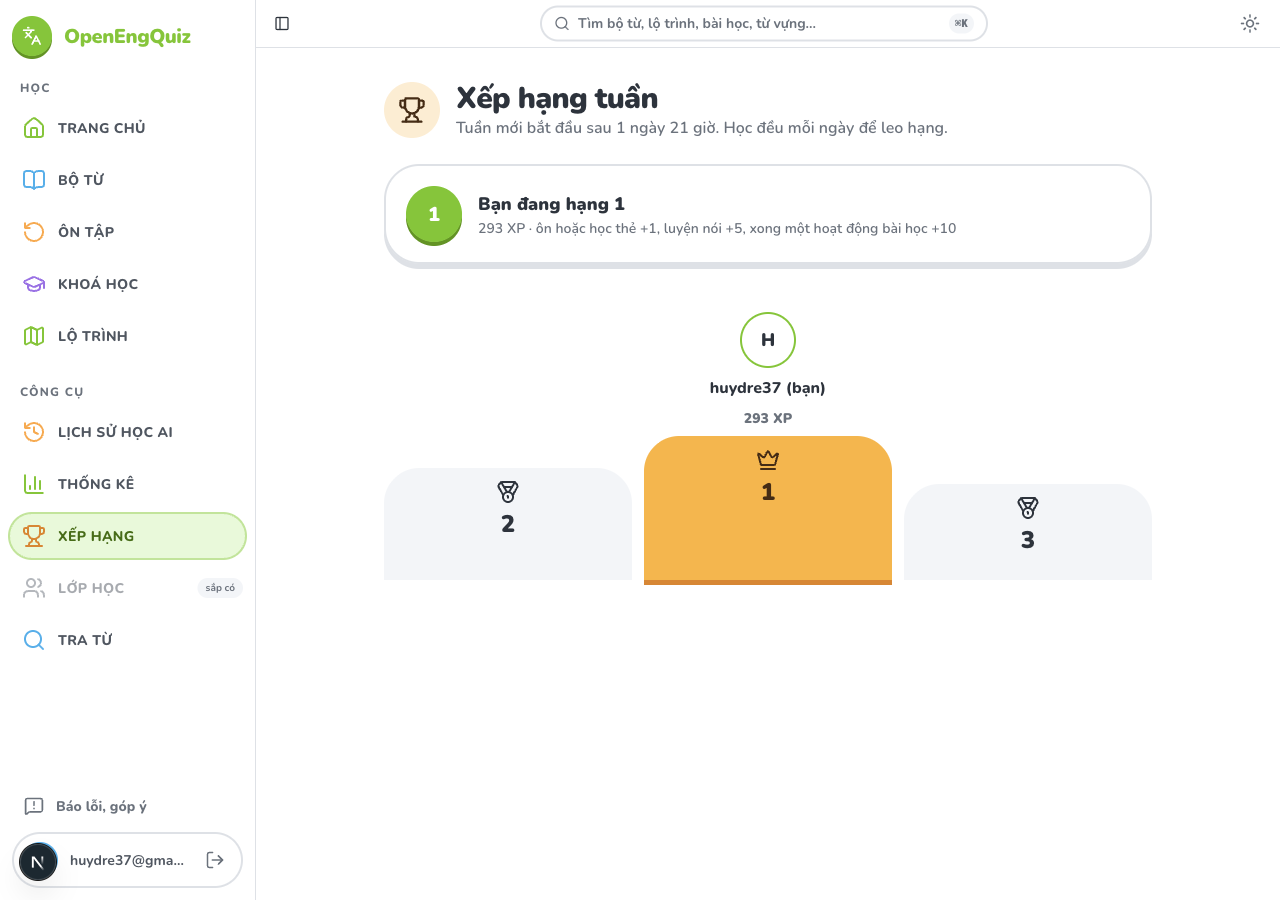 OpenEngQuiz
HỌC
TRANG CHỦ
BỘ TỪ
ÔN TẬP
KHOÁ HỌC
LỘ TRÌNH
CÔNG CỤ
LỊCH SỬ HỌC AI
THỐNG KÊ
XẾP HẠNG
LỚP HỌC sắp có
TRA TỪ
Báo lỗi, góp ý
N huydre37@gma...
Tìm bộ từ, lộ trình, bài học, từ vựng... ⌘K
Xếp hạng tuần
Tuần mới bắt đầu sau 1 ngày 21 giờ. Học đều mỗi ngày để leo hạng.
1
Bạn đang hạng 1
293 XP · ôn hoặc học thẻ +1, luyện nói +5, xong một hoạt động bài học +10
H
huydre37 (bạn)
293 XP
2
1
3